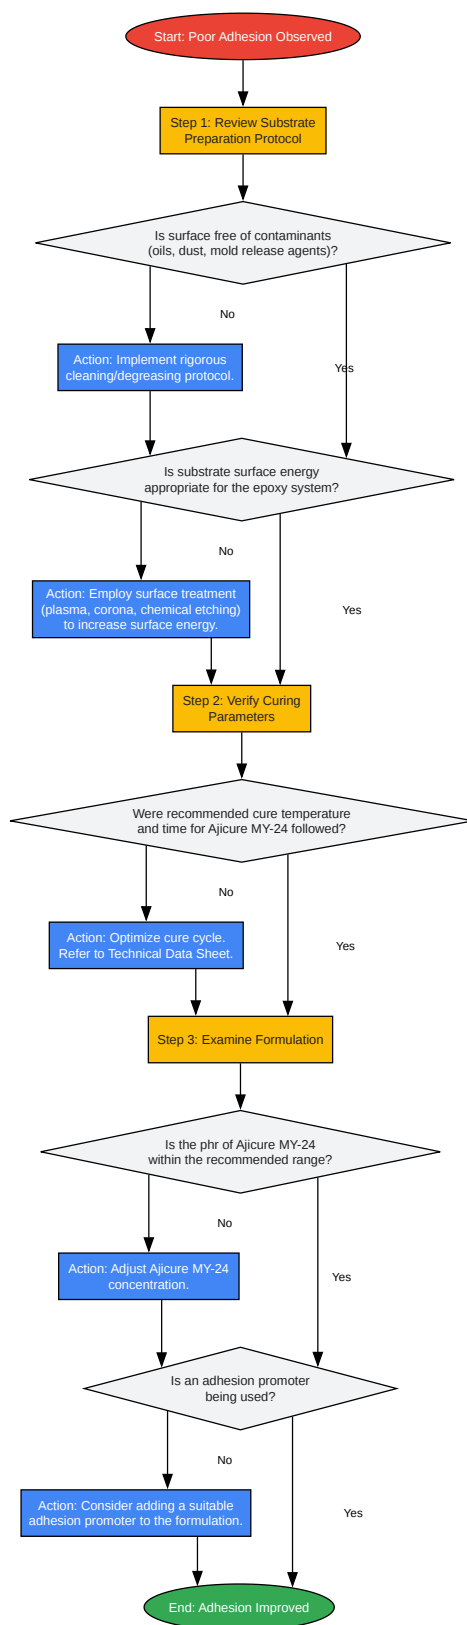 Start: Poor Adhesion Observed
Step 1: Review Substrate
Preparation Protocol
Is surface free of contaminants
(oils, dust, mold release agents)?
No
Action: Implement rigorous
cleaning/degreasing protocol.
Yes
Is substrate surface energy
appropriate for the epoxy system?
No
Action: Employ surface treatment
(plasma, corona, chemical etching)
to increase surface energy.
Yes
Step 2: Verify Curing
Parameters
Were recommended cure temperature
and time for Ajicure MY-24 followed?
No
Action: Optimize cure cycle.
Refer to Technical Data Sheet.
Yes
Step 3: Examine Formulation
Is the phr of Ajicure MY-24
within the recommended range?
No
Action: Adjust Ajicure MY-24
concentration.
Yes
Is an adhesion promoter
being used?
No
Action: Consider adding a suitable
adhesion promoter to the formulation.
Yes
End: Adhesion Improved